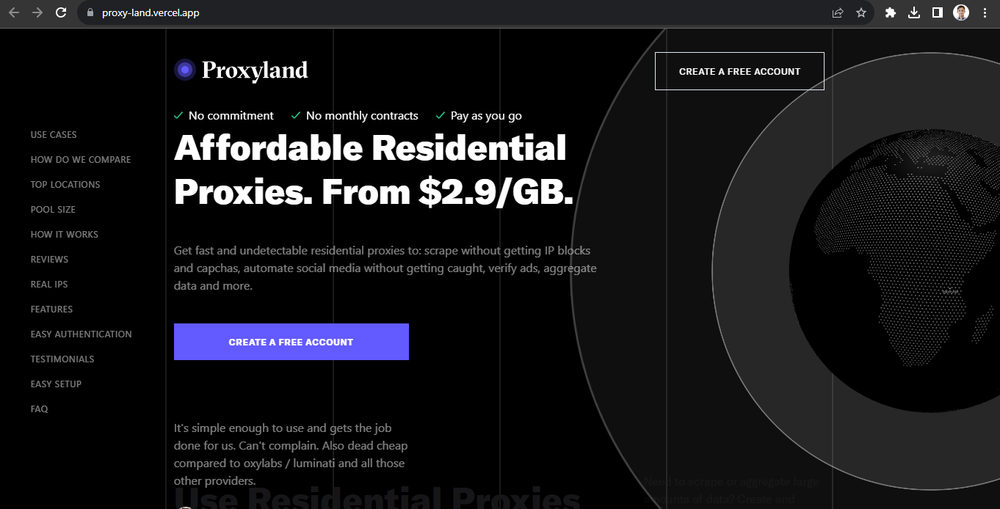 proxy-land.vercel.app
Proxyland
CREATE A FREE ACCOUNT
No commitment
No monthly contracts
Pay as you go
USE CASES
HOW DO WE COMPARE
TOP LOCATIONS
POOL SIZE
HOW IT WORKS
REVIEWS
REAL IPS
FEATURES
EASY AUTHENTICATION
TESTIMONIALS
EASY SETUP
FAQ
Affordable Residential
Proxies. From $2.9/GB.
Get fast and undetectable residential proxies to: scrape without getting IP blocks
and capchas, automate social media without getting caught, verify ads, aggregate
data and more.
CREATE A FREE ACCOUNT
It's simple enough to use and gets the job
done for us. Can't complain. Also dead cheap
compared to oxylabs / luminati and all those
other providers.
Use Residential Proxies
Need to scrape or aggregate large
amounts of data? Create and